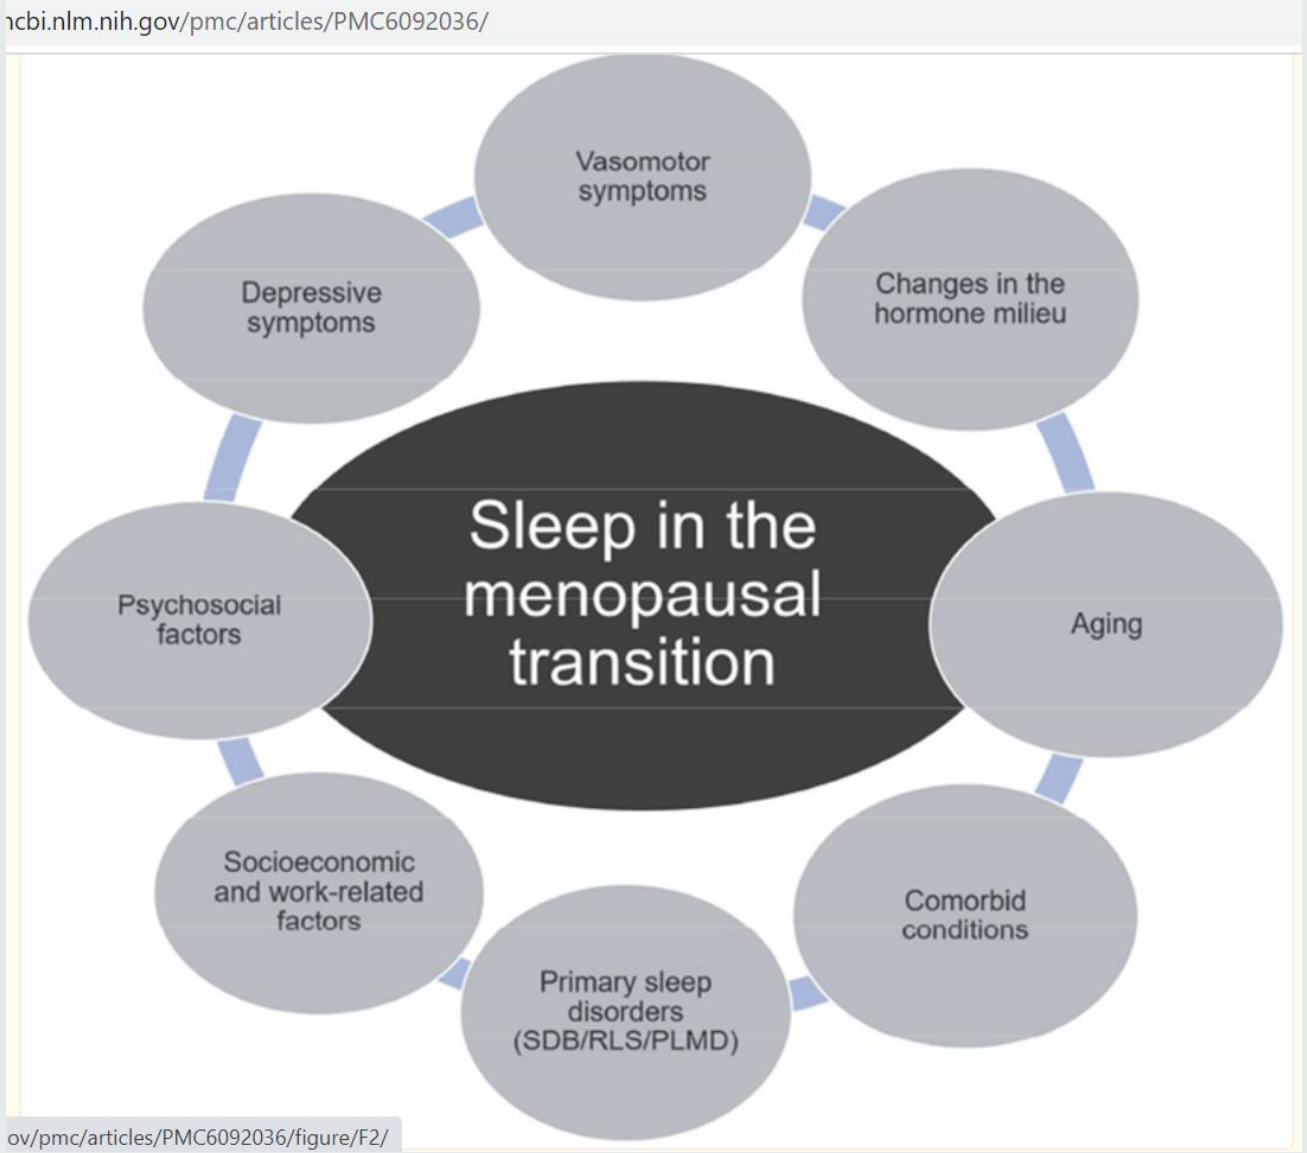 ncbi.nlm.nih.gov/pmc/articles/PMC6092036/
Vasomotor
symptoms
Changes in the
hormone milieu
Depressive
symptoms
Sleep in the
menopausal
transition
Psychosocial
factors
Aging
Socioeconomic
and work-related
factors
Comorbid
conditions
Primary sleep
disorders
(SDB/RLS/PLMD)
ov/pmc/articles/PMC6092036/figure/F2/